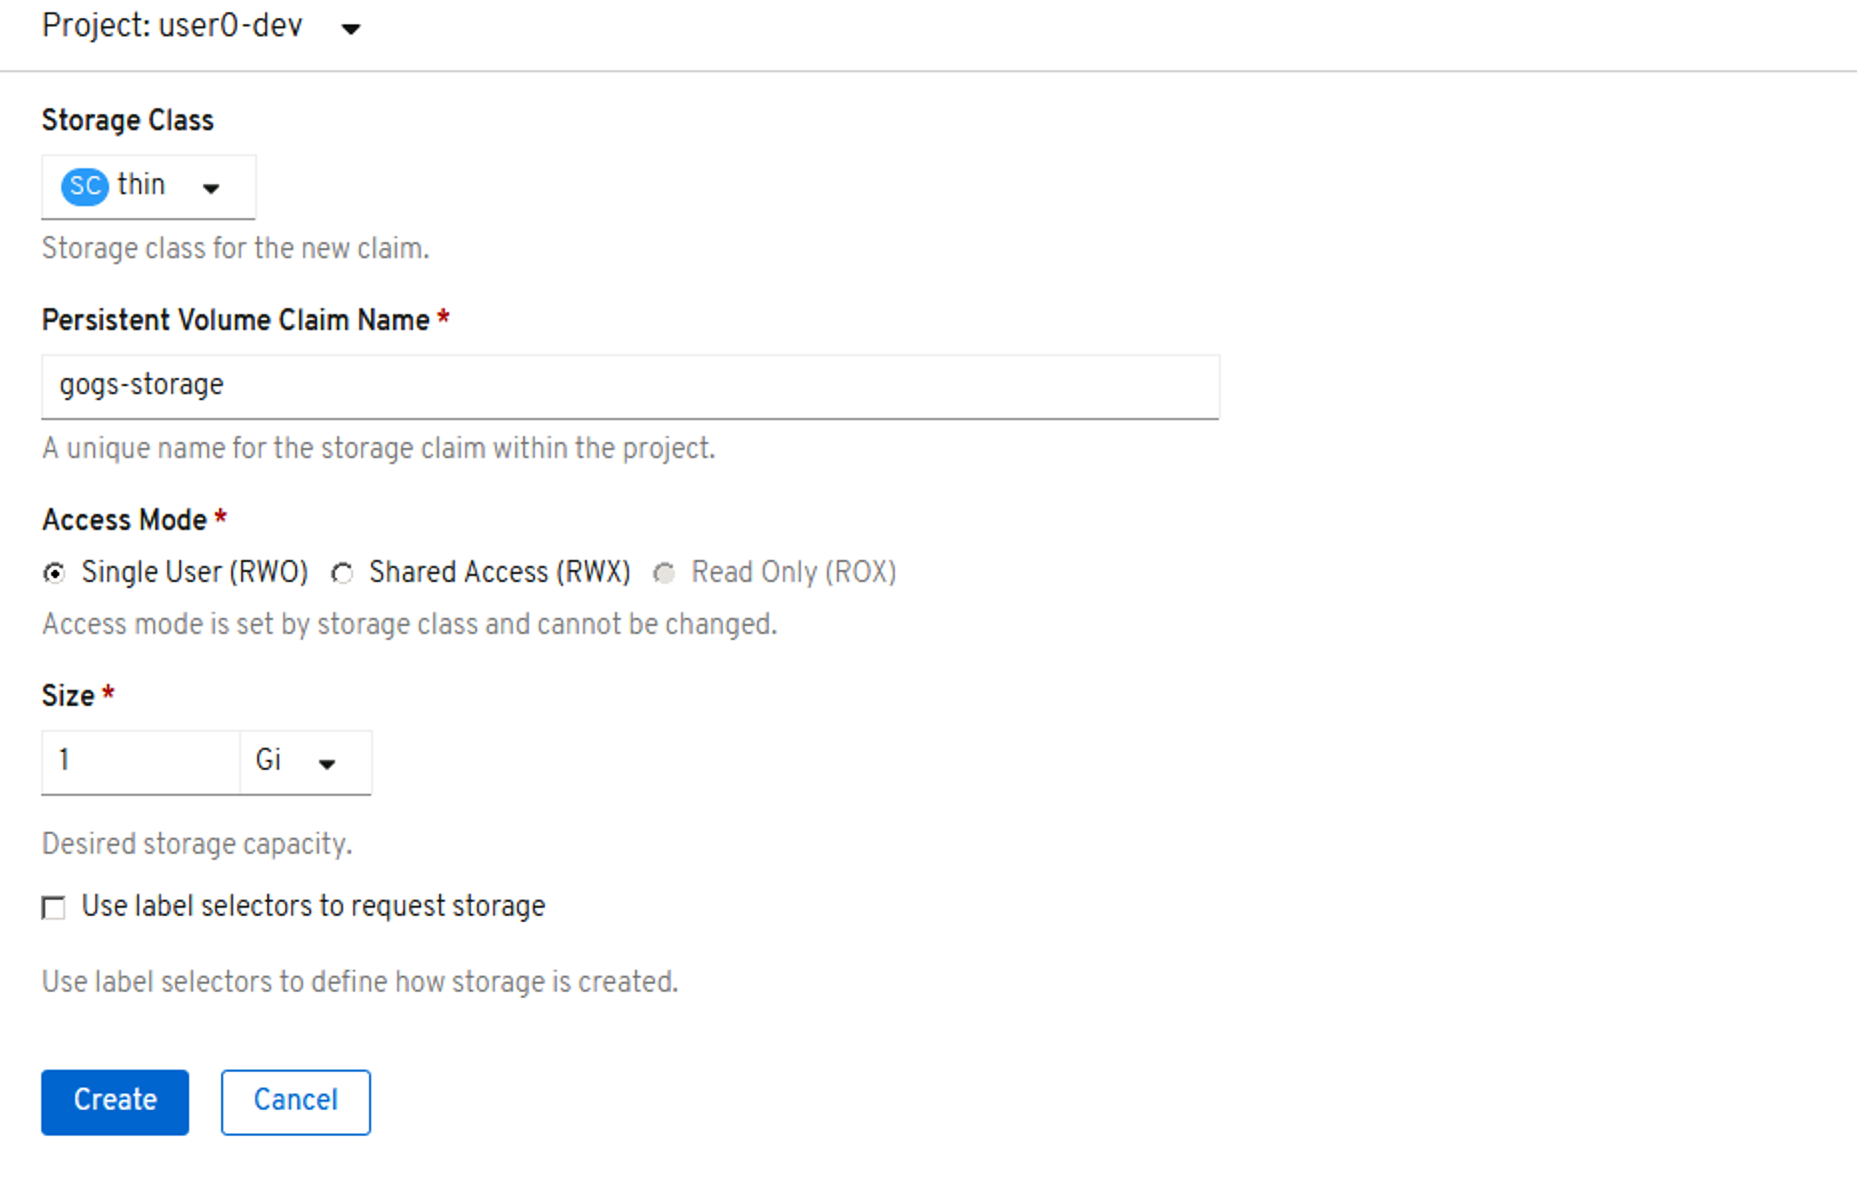 Project: user0-dev
Storage Class
SC thin
Storage class for the new claim.
Persistent Volume Claim Name *
gogs-storage
A unique name for the storage claim within the project.
Access Mode *
Single User (RWO) Shared Access (RWX) Read Only (ROX)
Access mode is set by storage class and cannot be changed.
Size *
1 Gi
Desired storage capacity.
Use label selectors to request storage
Use label selectors to define how storage is created.
Create Cancel